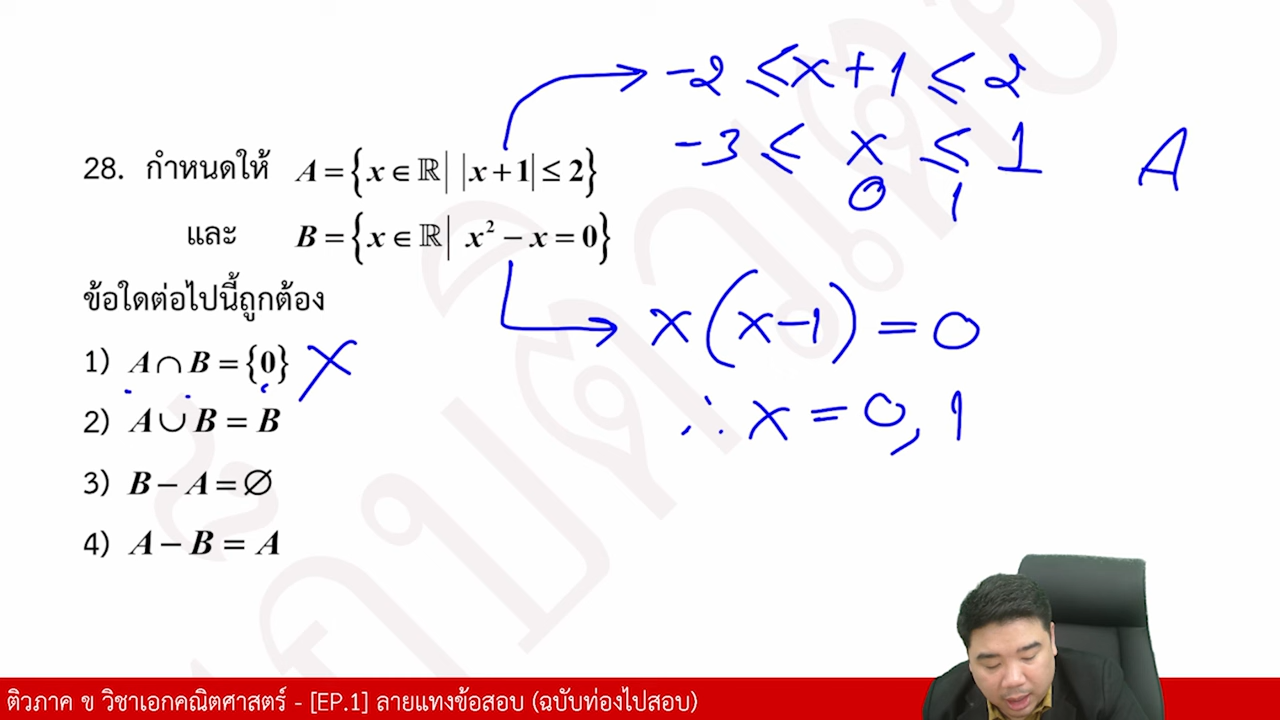 -2 ≤ x + 1 ≤ 2
-3 ≤ x ≤ 1 A
0 1
28. กำหนดให้ A = {x ∈ ℝ | |x + 1| ≤ 2}
และ B = {x ∈ ℝ | x² − x = 0}
ข้อใดต่อไปนี้ถูกต้อง
x(x-1) = 0
1) A ∩ B = {0} X
∴ x = 0, 1
2) A ∪ B = B
3) B − A = ∅
4) A − B = A
ติวภาค ข วิชาเอกคณิตศาสตร์ - [EP.1] ลายแทงข้อสอบ (ฉบับท่องไปสอบ)